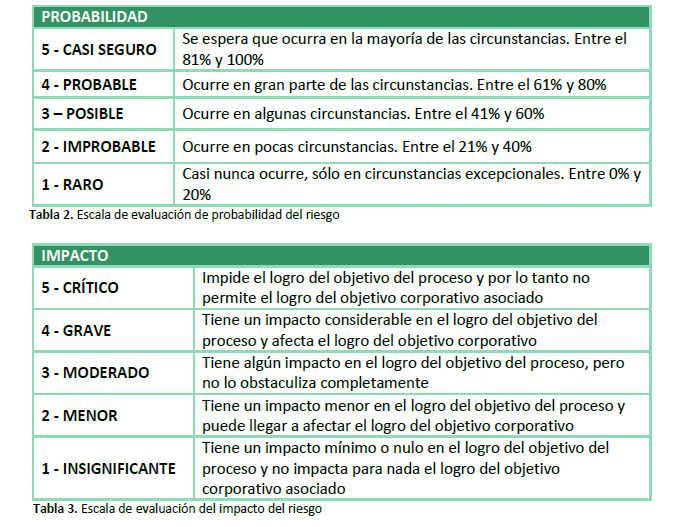 PROBABILIDAD
5 - CASI SEGURO
Se espera que ocurra en la mayoría de las circunstancias. Entre el
81% y 100%
4 - PROBABLE
Ocurre en gran parte de las circunstancias. Entre el 61% y 80%
3 – POSIBLE
Ocurre en algunas circunstancias. Entre el 41% y 60%
2 - IMPROBABLE
Ocurre en pocas circunstancias. Entre el 21% y 40%
1 - RARO
Casi nunca ocurre, sólo en circunstancias excepcionales. Entre 0% y
20%
Tabla 2. Escala de evaluación de probabilidad del riesgo
IMPACTO
5 - CRÍTICO
Impide el logro del objetivo del proceso y por lo tanto no
permite el logro del objetivo corporativo asociado
4 - GRAVE
Tiene un impacto considerable en el logro del objetivo del
proceso y afecta el logro del objetivo corporativo
3 - MODERADO
Tiene algún impacto en el logro del objetivo del proceso, pero
no lo obstaculiza completamente
2 - MENOR
Tiene un impacto menor en el logro del objetivo del proceso y
puede llegar a afectar el logro del objetivo corporativo
1 - INSIGNIFICANTE
Tiene un impacto mínimo o nulo en el logro del objetivo del
proceso y no impacta para nada el logro del objetivo
corporativo asociado
Tabla 3. Escala de evaluación del impacto del riesgo